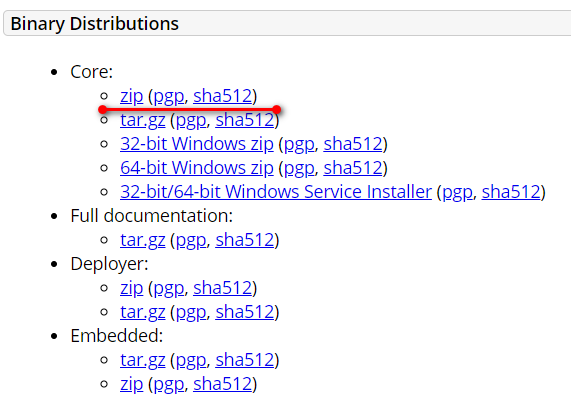 Binary Distributions
Core:
zip (pgp, sha512)
tar.gz (pgp, sha512)
32-bit Windows zip (pgp, sha512)
64-bit Windows zip (pgp, sha512)
32-bit/64-bit Windows Service Installer (pgp, sha512)
Full documentation:
tar.gz (pgp, sha512)
Deployer:
zip (pgp, sha512)
tar.gz (pgp, sha512)
Embedded:
tar.gz (pgp, sha512)
zip (pgp, sha512)